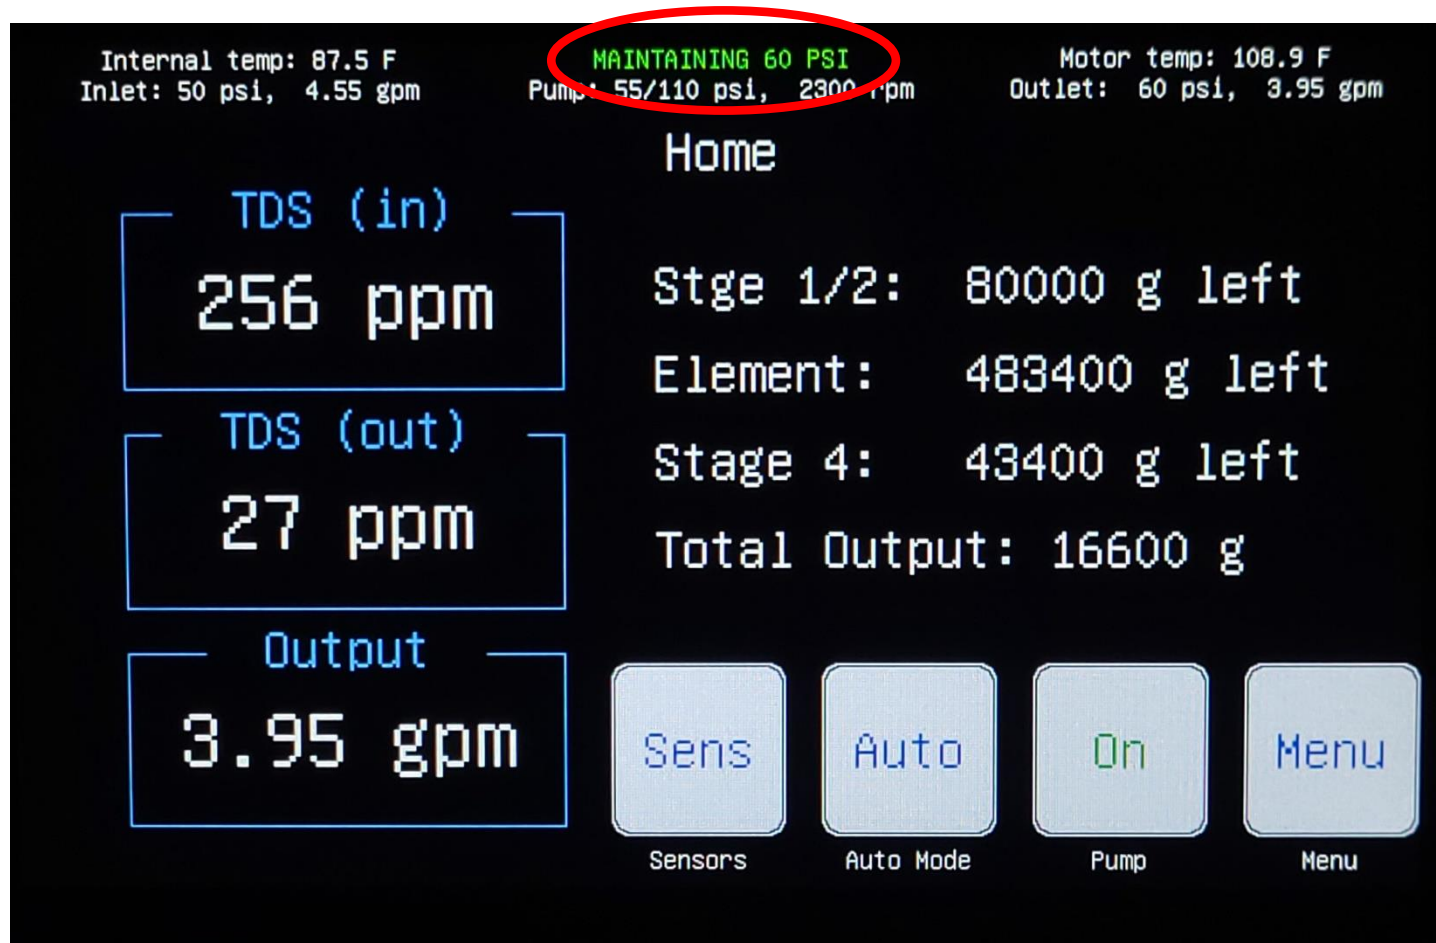 Internal temp: 87.5 F
MAINTAINING 60 PSI
Motor temp: 108.9 F
Inlet: 50 psi, 4.55 gpm
Pump: 55/110 psi, 2300 rpm
Outlet: 60 psi, 3.95 gpm
Home
TDS (in)
256 ppm
TDS (out)
27 ppm
Output
3.95 gpm
Stge 1/2: 80000 g left
Element: 483400 g left
Stage 4: 43400 g left
Total Output: 16600 g
Sens
Auto
On
Menu
Sensors
Auto Mode
Pump
Menu